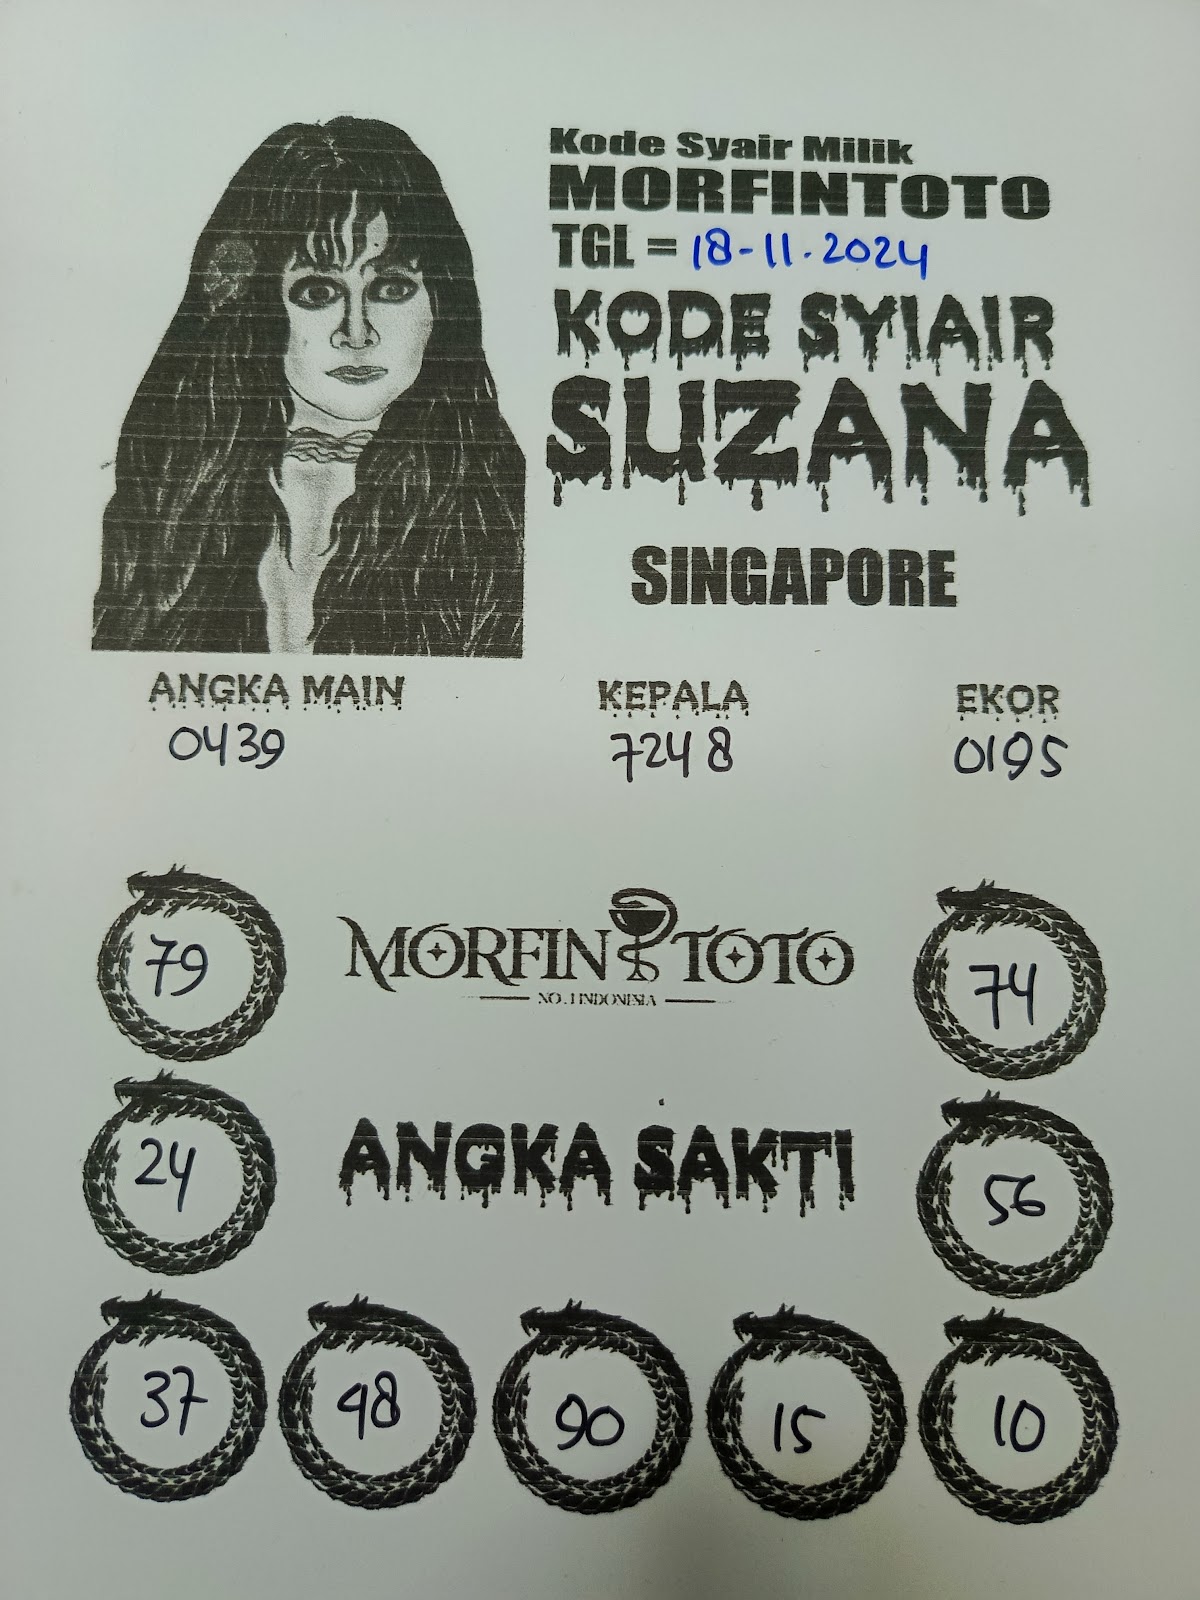 Kode Syair Milik
MORFINTOTO
TGL = 18-11-2024
KODE SYIAIR
SUZANA
SINGAPORE
ANGKA MAIN KEPALA EKOR
0439 7248 0195
79 MORFIN TOTO 74
NO.1 INDONESIA
24 ANGKA SAKTI 56
37 48 90 15 10